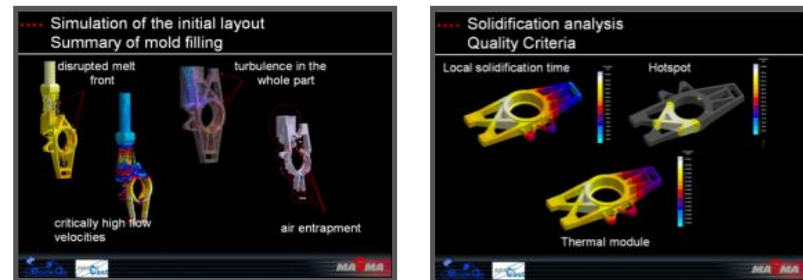 Simulation of the initial layout
Summary of mold filling
disrupted melt
front
turbulence in the
whole part
critically high flow
velocities
air entrapment
MAGMA
Solidification analysis
Quality Criteria
Local solidification time
Hotspot
Thermal module
MAGMA